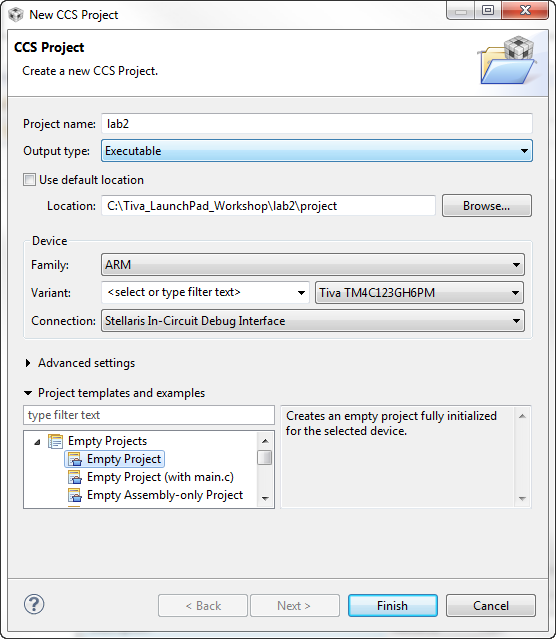 New CCS Project
CCS Project
Create a new CCS Project.
Project name: lab2
Output type: Executable
Use default location
Location: C:\Tiva_LaunchPad_Workshop\lab2\project Browse...
Device
Family: ARM
Variant: <select or type filter text> Tiva TM4C123GH6PM
Connection: Stellaris In-Circuit Debug Interface
Advanced settings
Project templates and examples
type filter text
Empty Projects
Empty Project
Empty Project (with main.c)
Empty Assembly-only Project
Creates an empty project fully initialized
for the selected device.
? < Back Next > Finish Cancel